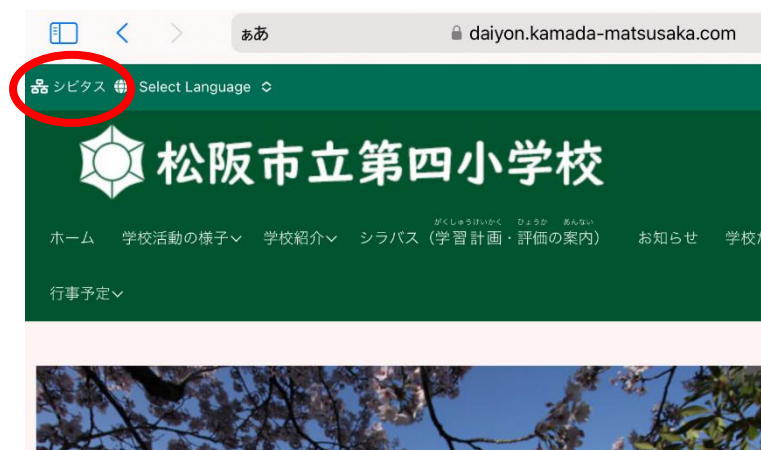 ぁあ daiyon.kamada-matsusaka.com
シビタス Select Language
松阪市立第四小学校
がくしゅうけいかく ひょうか あんない
ホーム 学校活動の様子 学校紹介 シラバス（学習計画・評価の案内） お知らせ 学校だ
行事予定